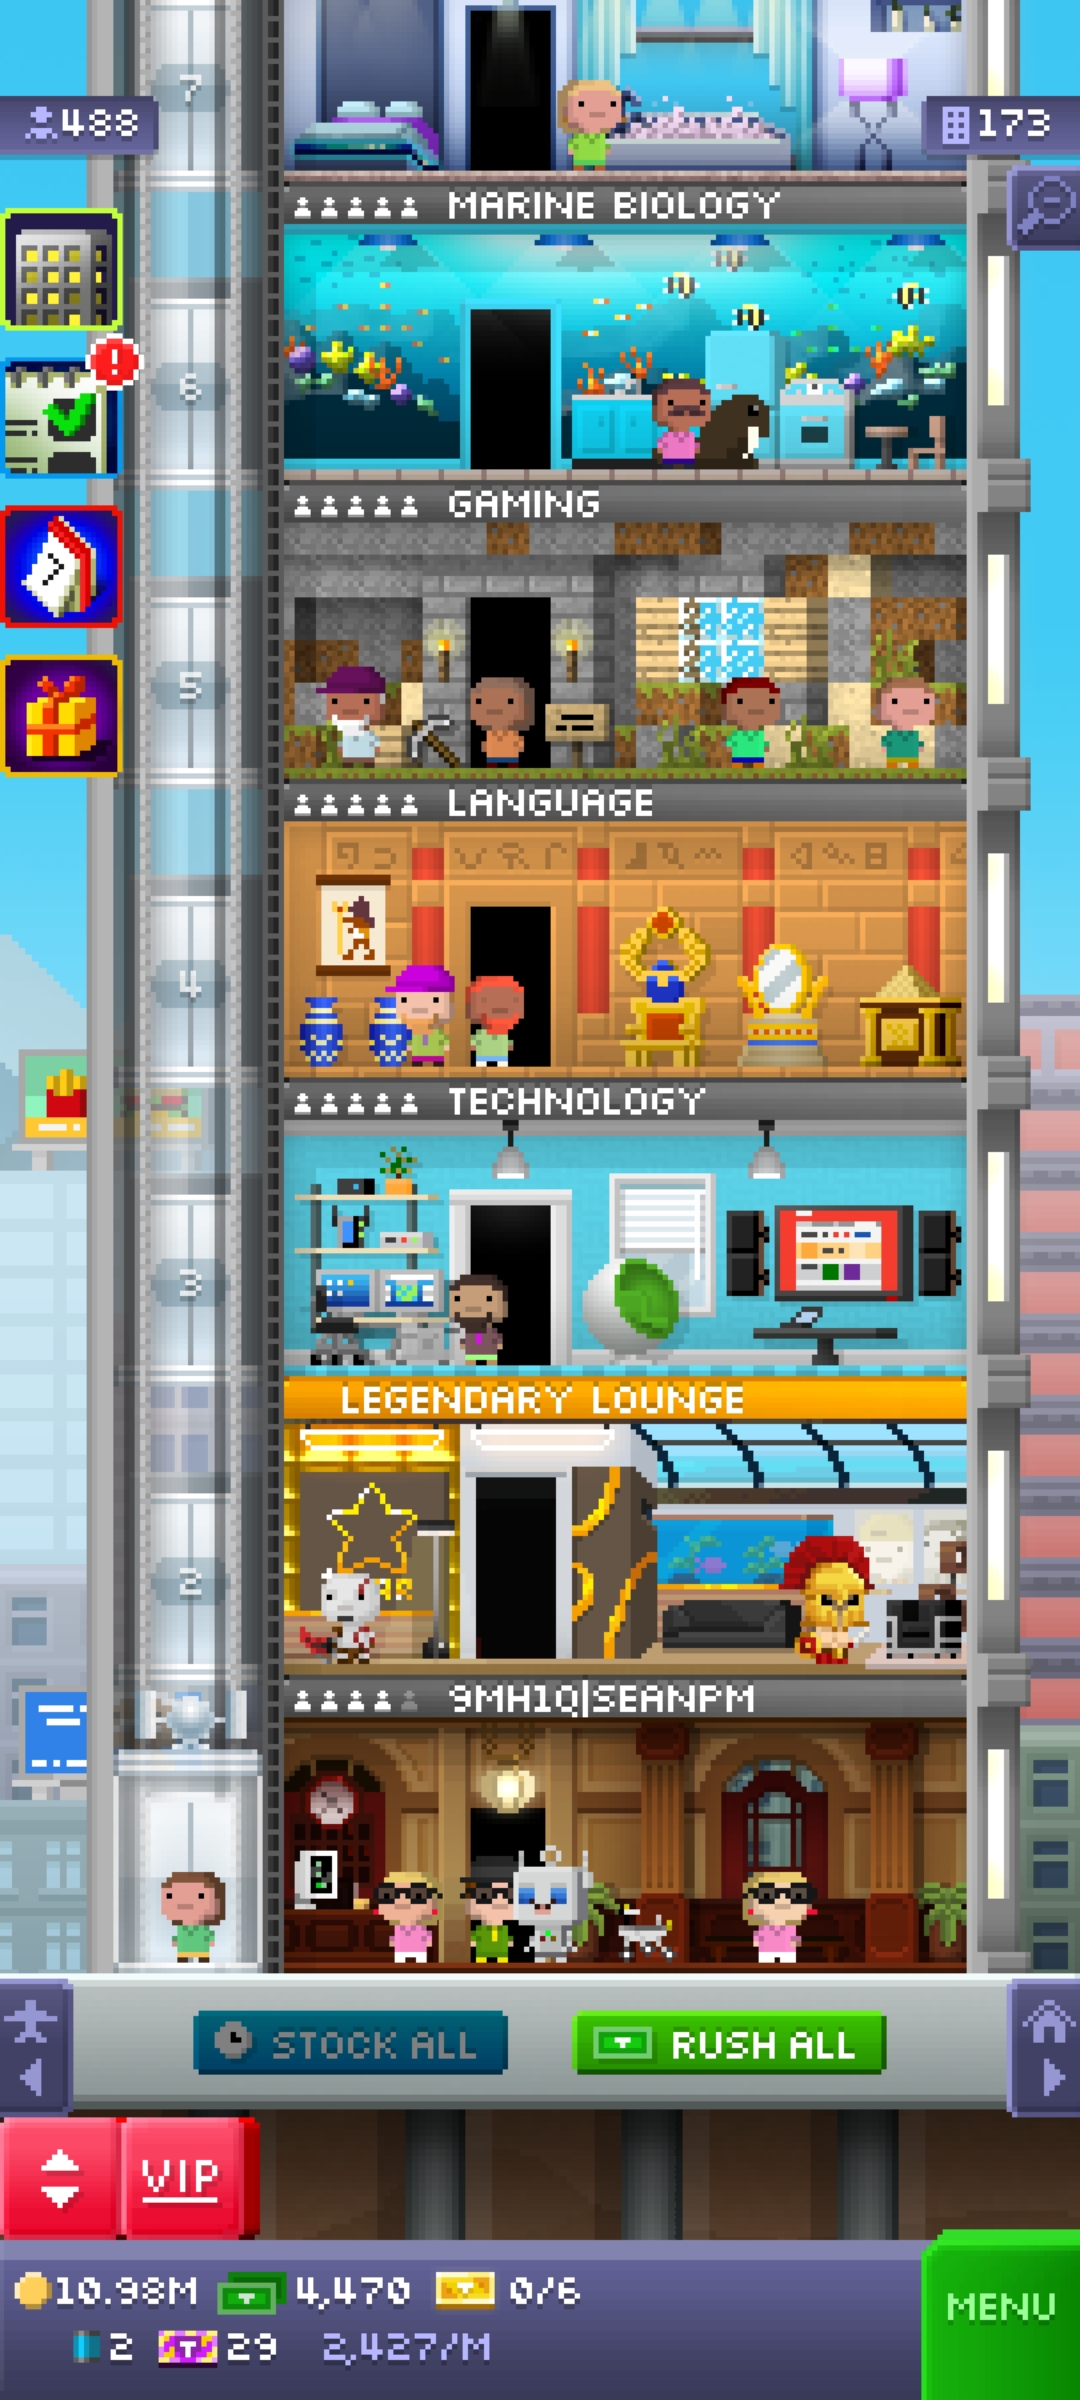 7
488
173
MARINE BIOLOGY
6
GAMING
7
5
LANGUAGE
4
TECHNOLOGY
3
LEGENDARY LOUNGE
2
9MH1Q|SEANPM
STOCK ALL
RUSH ALL
VIP
10.98M
4,470
0/6
MENU
2
29
2,427/M